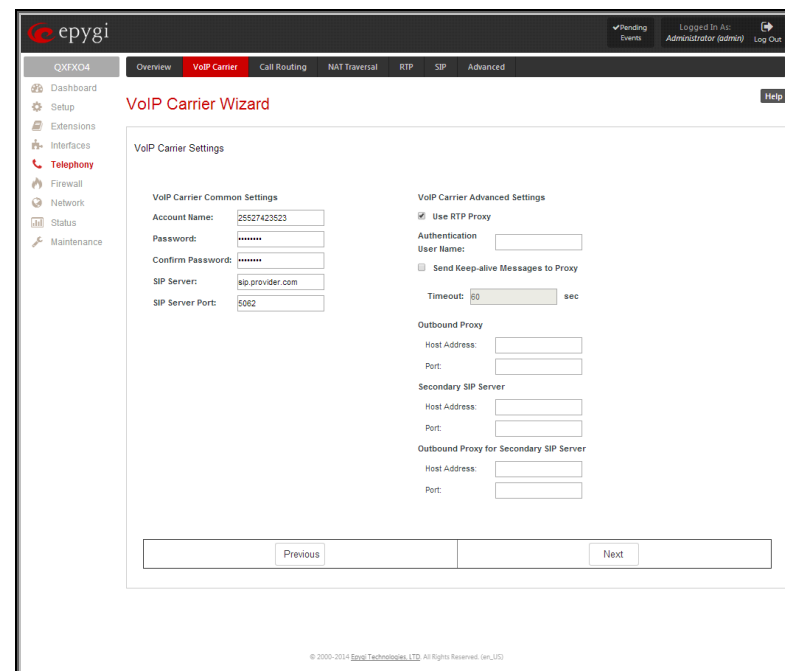 epygi
✔Pending Events
Logged In As:
Administrator (admin)
Log Out
QXFXO4
Overview VoIP Carrier Call Routing NAT Traversal RTP SIP Advanced
Dashboard
Setup
Extensions
Interfaces
Telephony
Firewall
Network
Status
Maintenance
VoIP Carrier Wizard
Help
VoIP Carrier Settings
VoIP Carrier Common Settings
Account Name: 25527423523
Password: ••••••••
Confirm Password: ••••••••
SIP Server: sip.provider.com
SIP Server Port: 5062
VoIP Carrier Advanced Settings
Use RTP Proxy
Authentication
User Name:
Send Keep-alive Messages to Proxy
Timeout: 60 sec
Outbound Proxy
Host Address:
Port:
Secondary SIP Server
Host Address:
Port:
Outbound Proxy for Secondary SIP Server
Host Address:
Port:
Previous Next
© 2000-2014 Epygi Technologies, LTD. All Rights Reserved. (en_US)